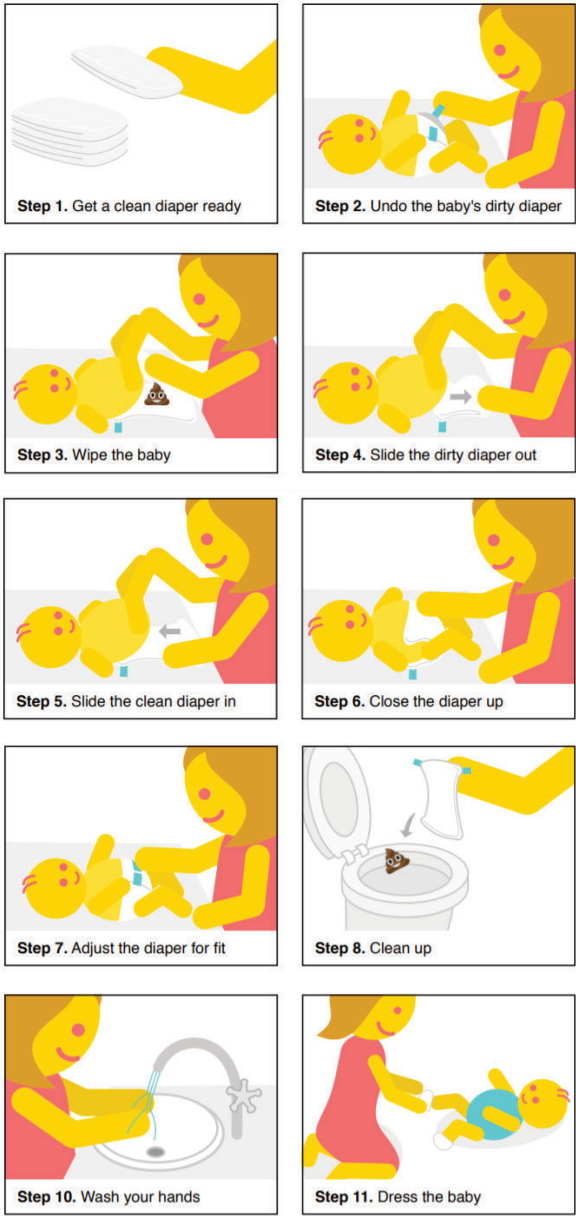 Step 1. Get a clean diaper ready
Step 2. Undo the baby's dirty diaper
Step 3. Wipe the baby
Step 4. Slide the dirty diaper out
Step 5. Slide the clean diaper in
Step 6. Close the diaper up
Step 7. Adjust the diaper for fit
Step 8. Clean up
Step 10. Wash your hands
Step 11. Dress the baby